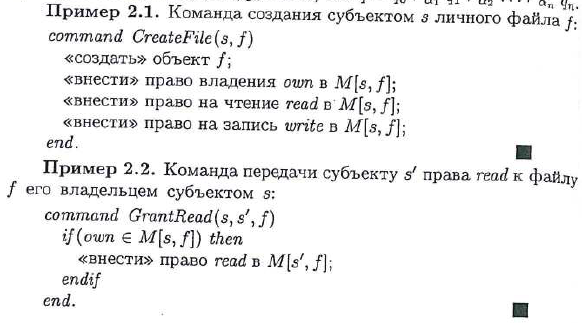 Пример 2.1. Команда создания субъектом s личного файла f:
command CreateFile(s, f)
«создать» объект f;
«внести» право владения own в M[s, f];
«внести» право на чтение read в M[s, f];
«внести» право на запись write в M[s, f];
end.
Пример 2.2. Команда передачи субъекту s′ права read к файлу
f его владельцем субъектом s:
command GrantRead(s, s′, f)
if(own ∈ M[s, f]) then
«внести» право read в M[s′, f];
endif
end.